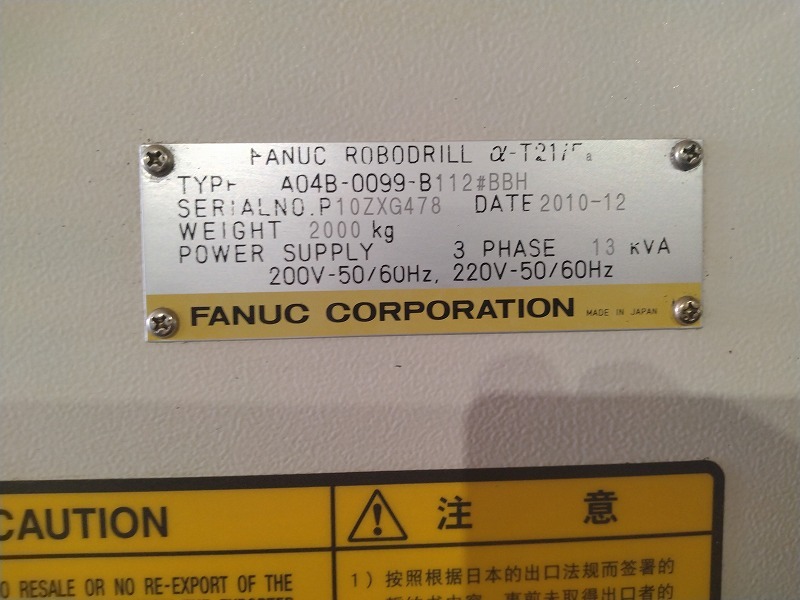 FANUC ROBODRILL α-T21iFa
TYPE A04B-0099-B112#BBH
SERIAL NO. P10ZXG478 DATE 2010-12
WEIGHT 2000 kg
POWER SUPPLY 3 PHASE 13 KVA
200V-50/60Hz, 220V-50/60Hz
FANUC CORPORATION MADE IN JAPAN
CAUTION
注 意
RESALE OR NO RE-EXPORT OF THE
1) 按照根据日本的出口法规而签署的